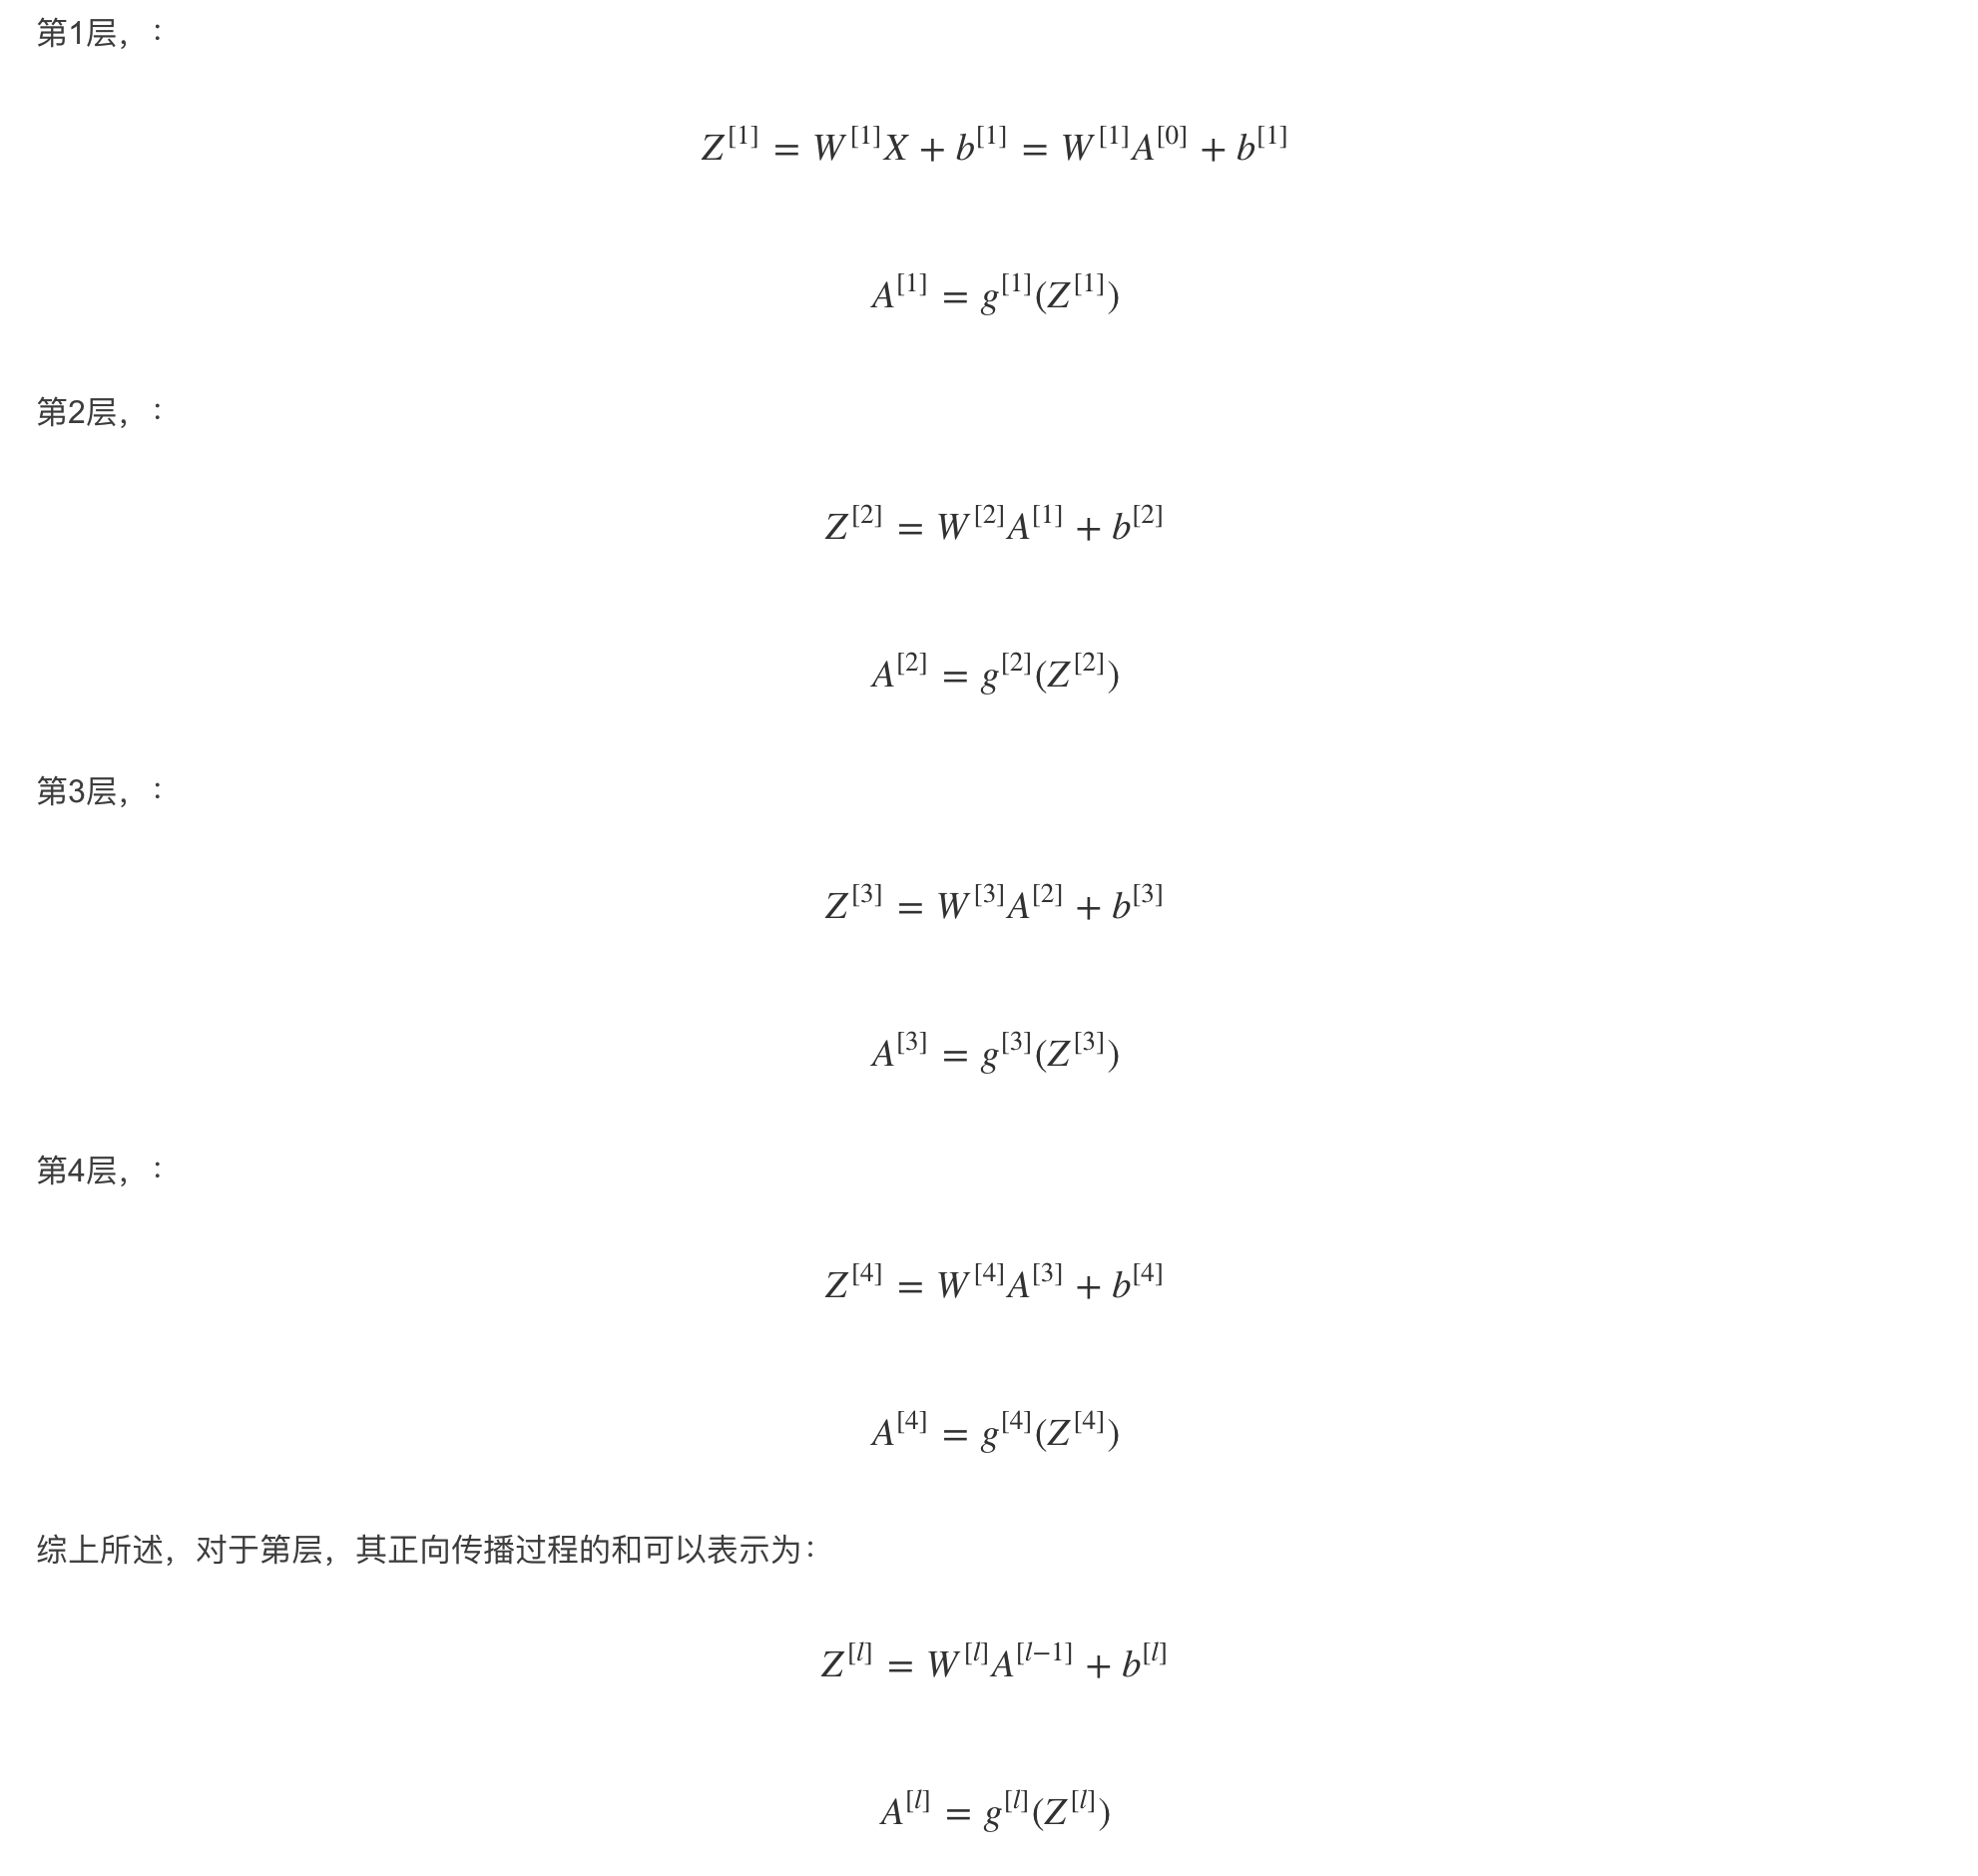 第1层，：
Z^{[1]} = W^{[1]}X + b^{[1]} = W^{[1]}A^{[0]} + b^{[1]}
A^{[1]} = g^{[1]}(Z^{[1]})
第2层，：
Z^{[2]} = W^{[2]}A^{[1]} + b^{[2]}
A^{[2]} = g^{[2]}(Z^{[2]})
第3层，：
Z^{[3]} = W^{[3]}A^{[2]} + b^{[3]}
A^{[3]} = g^{[3]}(Z^{[3]})
第4层，：
Z^{[4]} = W^{[4]}A^{[3]} + b^{[4]}
A^{[4]} = g^{[4]}(Z^{[4]})
综上所述，对于第层，其正向传播过程的和可以表示为：
Z^{[l]} = W^{[l]}A^{[l−1]} + b^{[l]}
A^{[l]} = g^{[l]}(Z^{[l]})